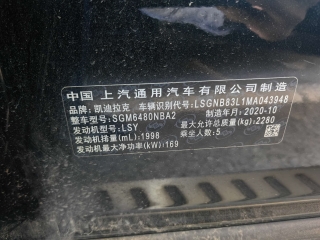 中国 上汽通用汽车有限公司制造
品牌: 凯迪拉克 车辆识别代号: LSGNB83L1MA043948
整车型号: SGM6480NBA2 制造年月: 2020-10
发动机型号: LSY 最大允许总质量(kg): 2280
发动机排量(mL): 1998 乘坐人数: 5
发动机最大净功率(kW): 169